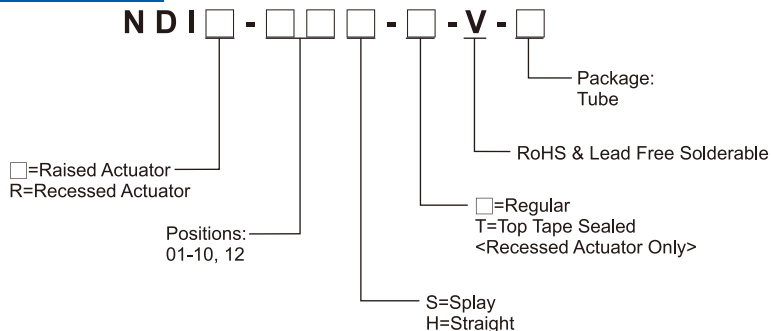 NDI□-□□□-□-V-□
Package:
Tube
RoHS & Lead Free Solderable
□=Raised Actuator
R=Recessed Actuator
□=Regular
T=Top Tape Sealed
<Recessed Actuator Only>
Positions:
01-10, 12
S=Splay
H=Straight